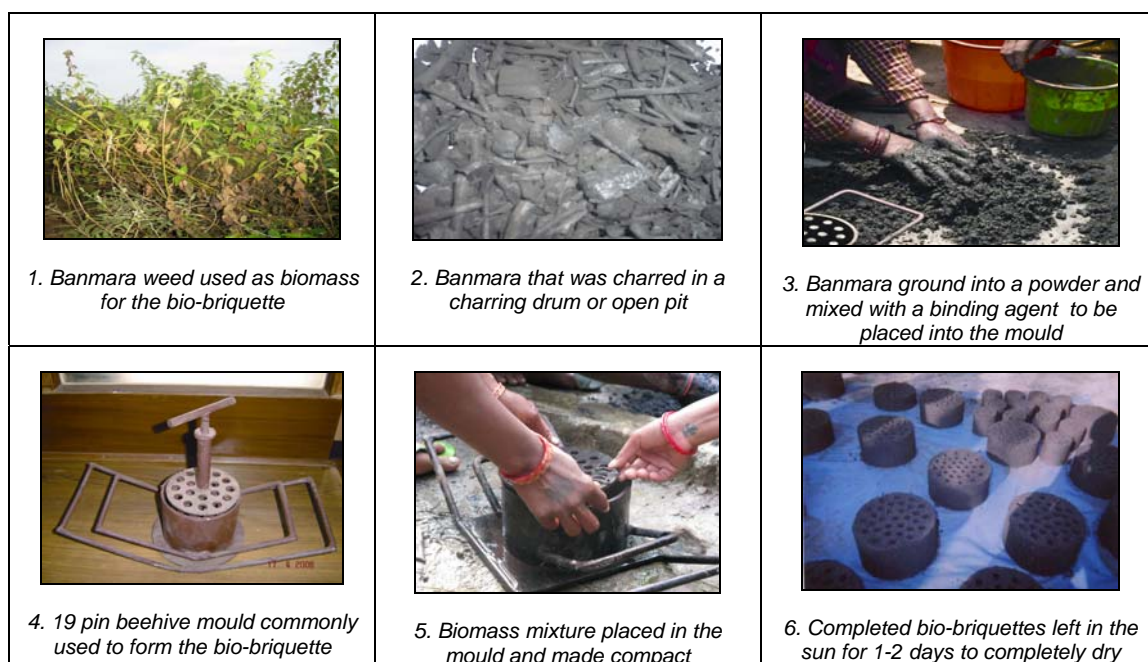 1. Banmara weed used as biomass
for the bio-briquette
2. Banmara that was charred in a
charring drum or open pit
3. Banmara ground into a powder and
mixed with a binding agent to be
placed into the mould
17 4 2008
4. 19 pin beehive mould commonly
used to form the bio-briquette
5. Biomass mixture placed in the
mould and made compact
6. Completed bio-briquettes left in the
sun for 1-2 days to completely dry